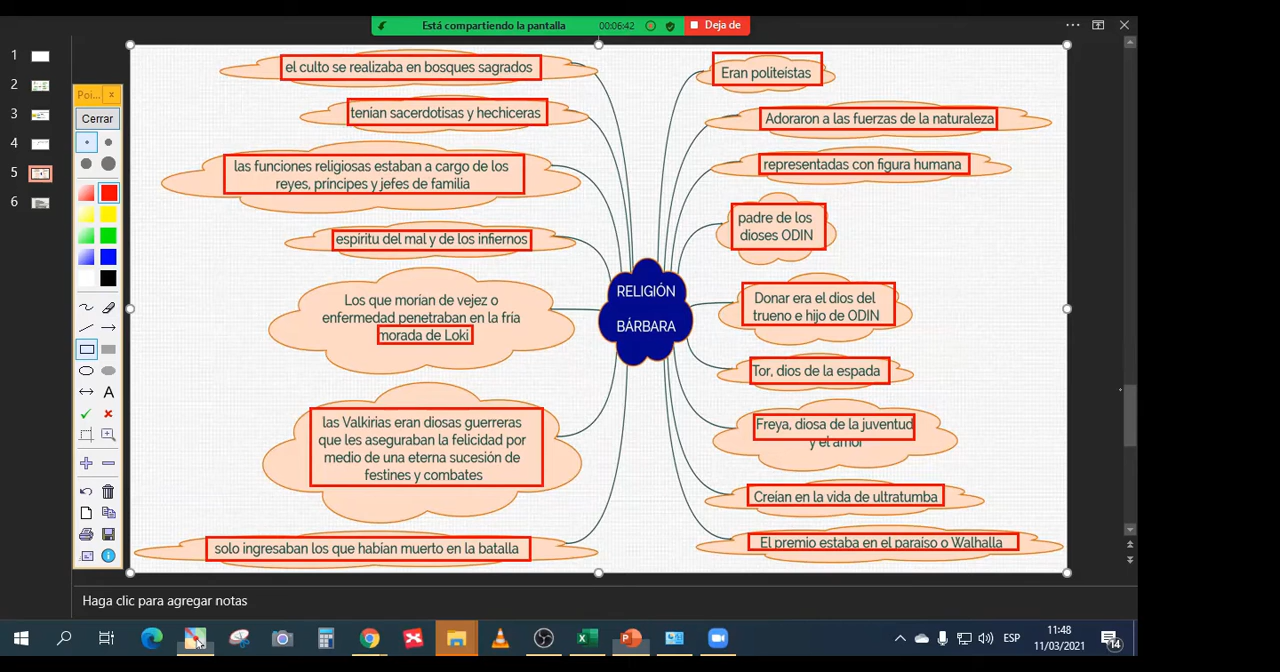 Está compartiendo la pantalla
00:06:42
Deja de
1
2
3
4
5
6
Poi...
x
Cerrar
A
el culto se realizaba en bosques sagrados
tenian sacerdotisas y hechiceras
las funciones religiosas estaban a cargo de los
reyes, principes y jefes de familia
espiritu del mal y de los infiernos
Los que morían de vejez o
enfermedad penetraban en la fría
morada de Loki
las Valkirias eran diosas guerreras
que les aseguraban la felicidad por
medio de una eterna sucesión de
festines y combates
solo ingresaban los que habian muerto en la batalla
RELIGIÓN
BÁRBARA
Eran politeístas
Adoraron a las fuerzas de la naturaleza
representadas con figura humana
padre de los
dioses ODIN
Donar era el dios del
trueno e hijo de ODIN
Tor, dios de la espada
Freya, diosa de la juventud
y el amor
Creían en la vida de ultratumba
El premio estaba en el paraiso o Walhalla
Haga clic para agregar notas
ESP
11:48
11/03/2021
14